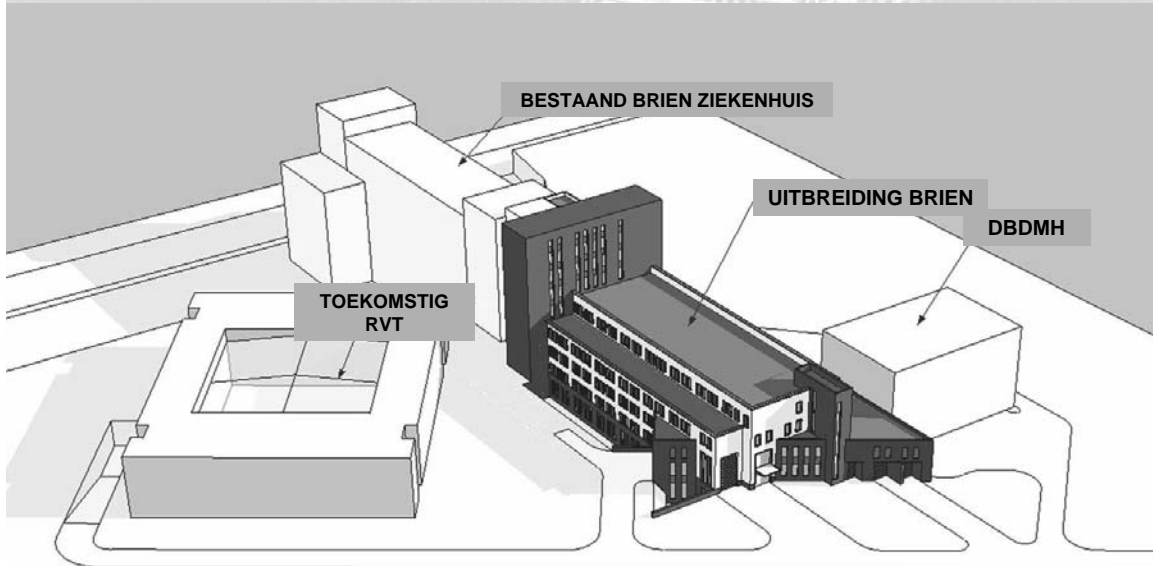 BESTAAND BRIEN ZIEKENHUIS
UITBREIDING BRIEN
DBDMH
TOEKOMSTIG
RVT